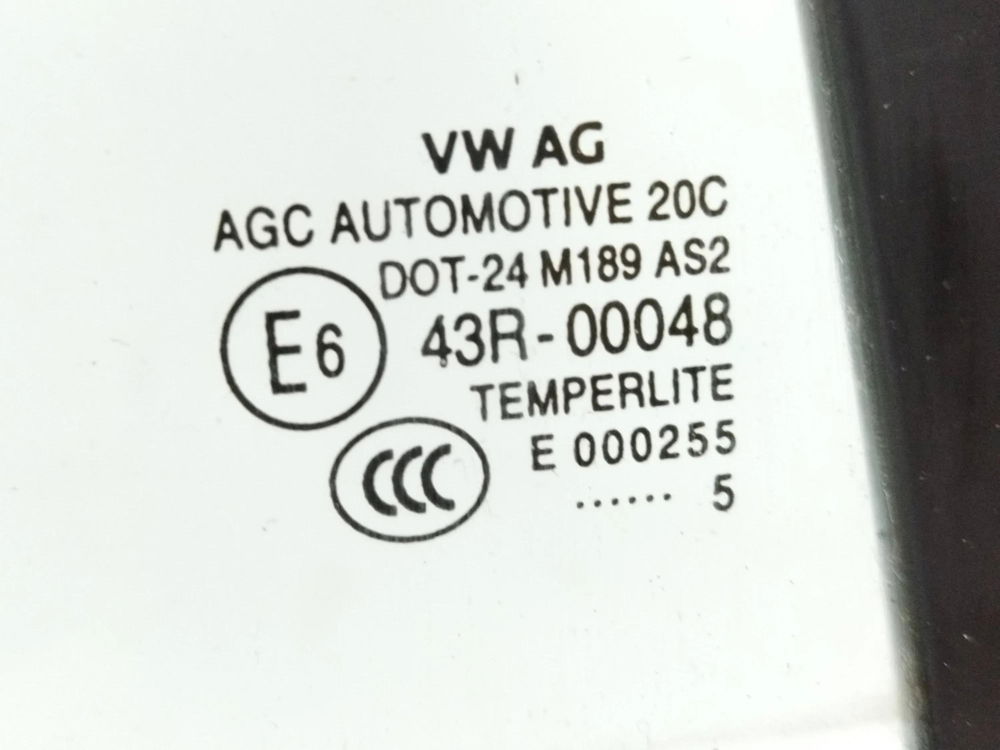 VW AG
AGC AUTOMOTIVE 20C
DOT-24 M189 AS2
E6 43R-00048
TEMPERLITE
CCC E 000255
...... 5